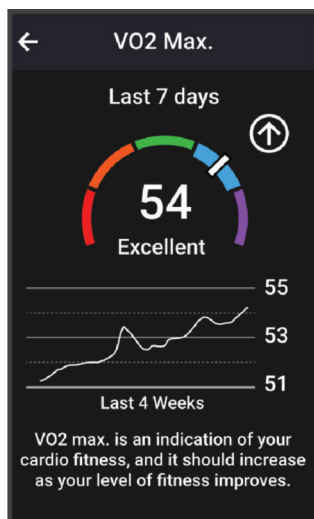 VO2 Max.
Last 7 days
54
Excellent
55
53
51
Last 4 Weeks
VO2 max. is an indication of your
cardio fitness, and it should increase
as your level of fitness improves.